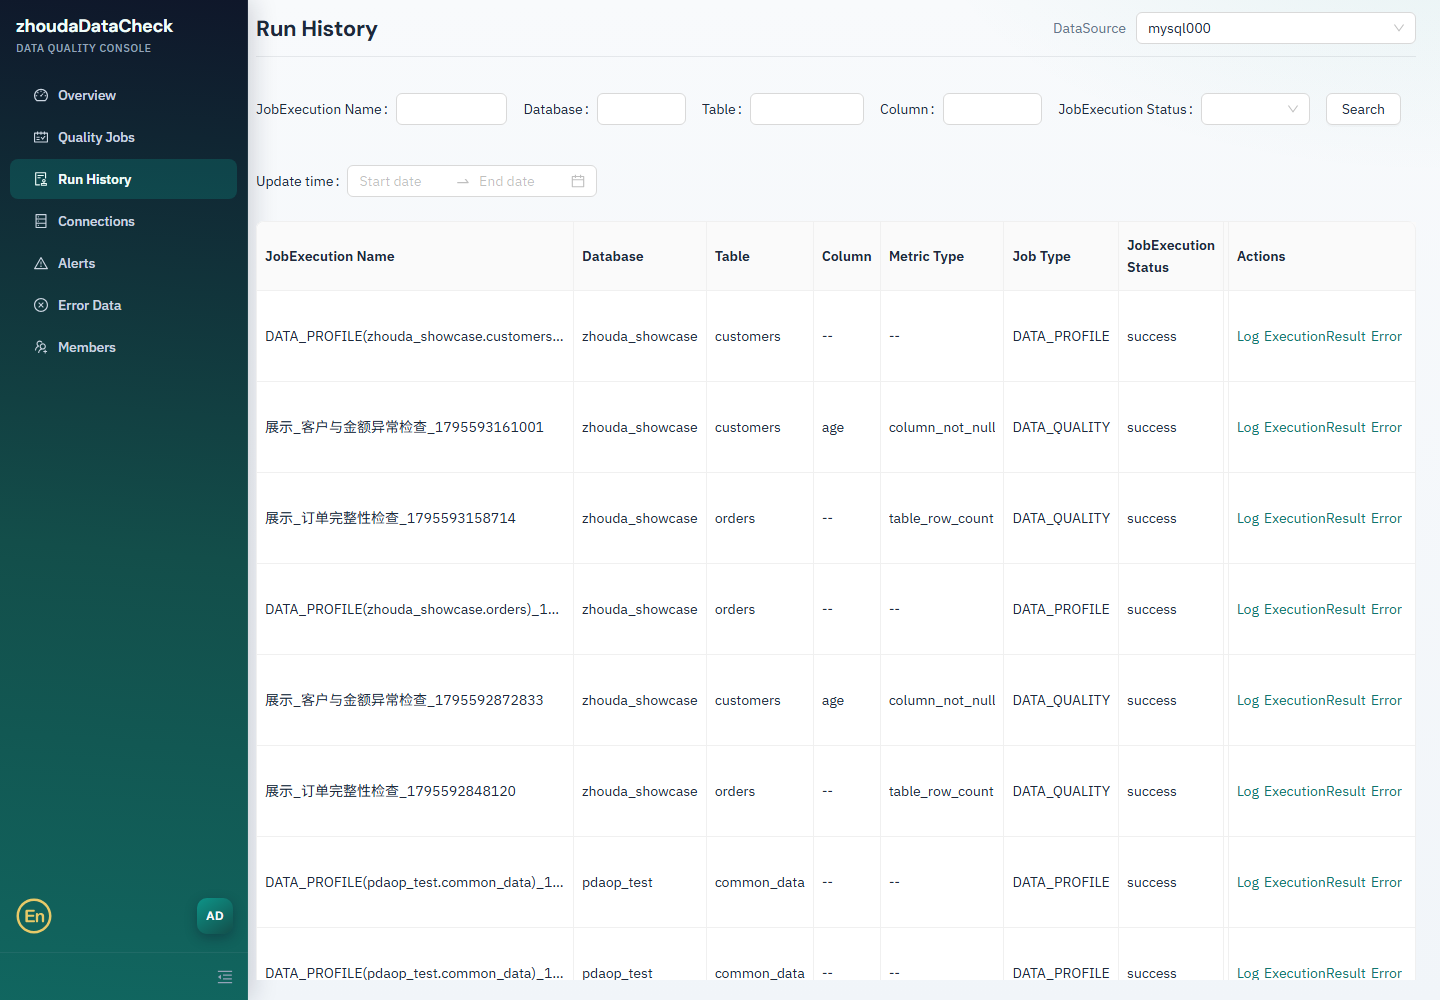 zhoudaDataCheck
DATA QUALITY CONSOLE
Overview
Quality Jobs
Run History
Connections
Alerts
Error Data
Members
En
AD
Run History
DataSource mysql000
JobExecution Name: Database: Table: Column: JobExecution Status: Search
Update time: Start date End date
JobExecution Name Database Table Column Metric Type Job Type JobExecution Status Actions
DATA_PROFILE(zhouda_showcase.customers... zhouda_showcase customers -- -- DATA_PROFILE success Log ExecutionResult Error
展示_客户与金额异常检查_1795593161001 zhouda_showcase customers age column_not_null DATA_QUALITY success Log ExecutionResult Error
展示_订单完整性检查_1795593158714 zhouda_showcase orders -- table_row_count DATA_QUALITY success Log ExecutionResult Error
DATA_PROFILE(zhouda_showcase.orders)_1... zhouda_showcase orders -- -- DATA_PROFILE success Log ExecutionResult Error
展示_客户与金额异常检查_1795592872833 zhouda_showcase customers age column_not_null DATA_QUALITY success Log ExecutionResult Error
展示_订单完整性检查_1795592848120 zhouda_showcase orders -- table_row_count DATA_QUALITY success Log ExecutionResult Error
DATA_PROFILE(pdaop_test.common_data)_1... pdaop_test common_data -- -- DATA_PROFILE success Log ExecutionResult Error
DATA_PROFILE(pdaop_test.common_data)_1... pdaop_test common_data -- -- DATA_PROFILE success Log ExecutionResult Error